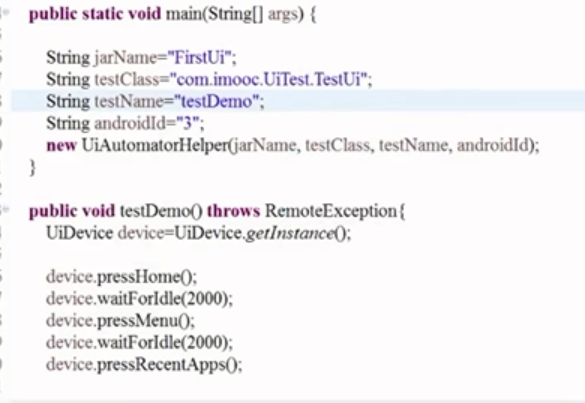 public static void main(String[] args) {
String jarName="FirstUi";
String testClass="com.imooc.UiTest.TestUi";
String testName="testDemo";
String androidId="3";
new UiAutomatorHelper(jarName, testClass, testName, androidId);
}
public void testDemo() throws RemoteException{
UiDevice device=UiDevice.getInstance();
device.pressHome();
device.waitForIdle(2000);
device.pressMenu();
device.waitForIdle(2000);
device.pressRecentApps();